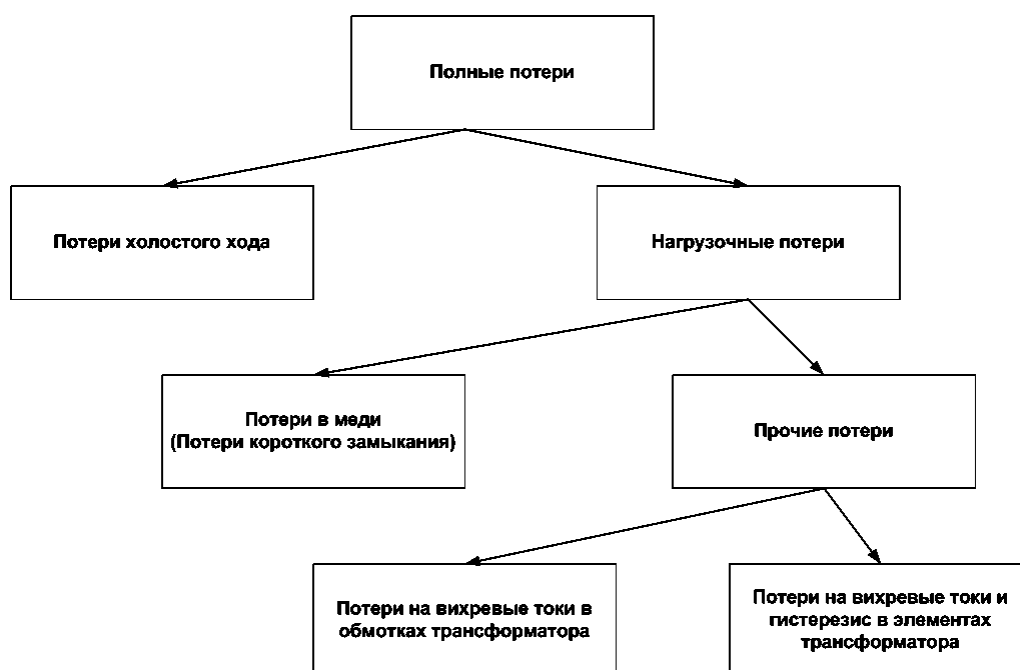 Полные потери
Потери холостого хода
Нагрузочные потери
Потери в меди
(Потери короткого замыкания)
Прочие потери
Потери на вихревые токи в
обмотках трансформатора
Потери на вихревые токи и
гистерезис в элементах
трансформатора